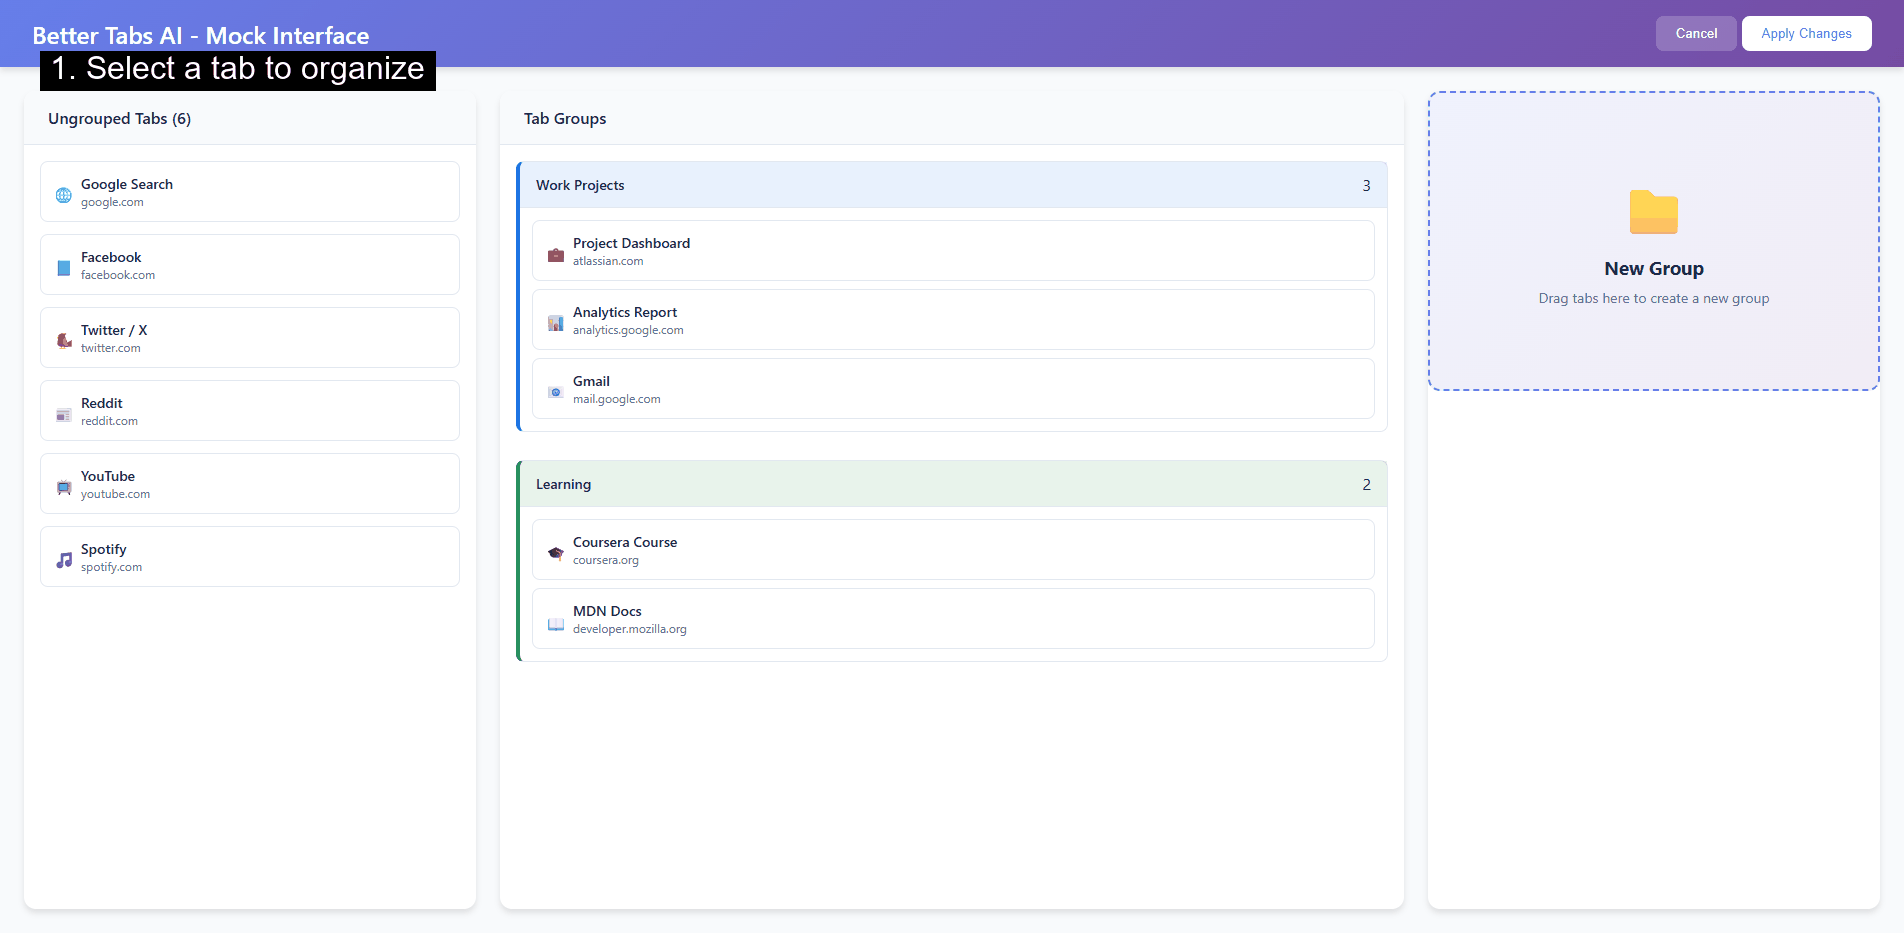 Better Tabs AI - Mock Interface
Cancel
Apply Changes
1. Select a tab to organize
Ungrouped Tabs (6)
Google Search
google.com
Facebook
facebook.com
Twitter / X
twitter.com
Reddit
reddit.com
YouTube
youtube.com
Spotify
spotify.com
Tab Groups
Work Projects
3
Project Dashboard
atlassian.com
Analytics Report
analytics.google.com
Gmail
mail.google.com
Learning
2
Coursera Course
coursera.org
MDN Docs
developer.mozilla.org
New Group
Drag tabs here to create a new group